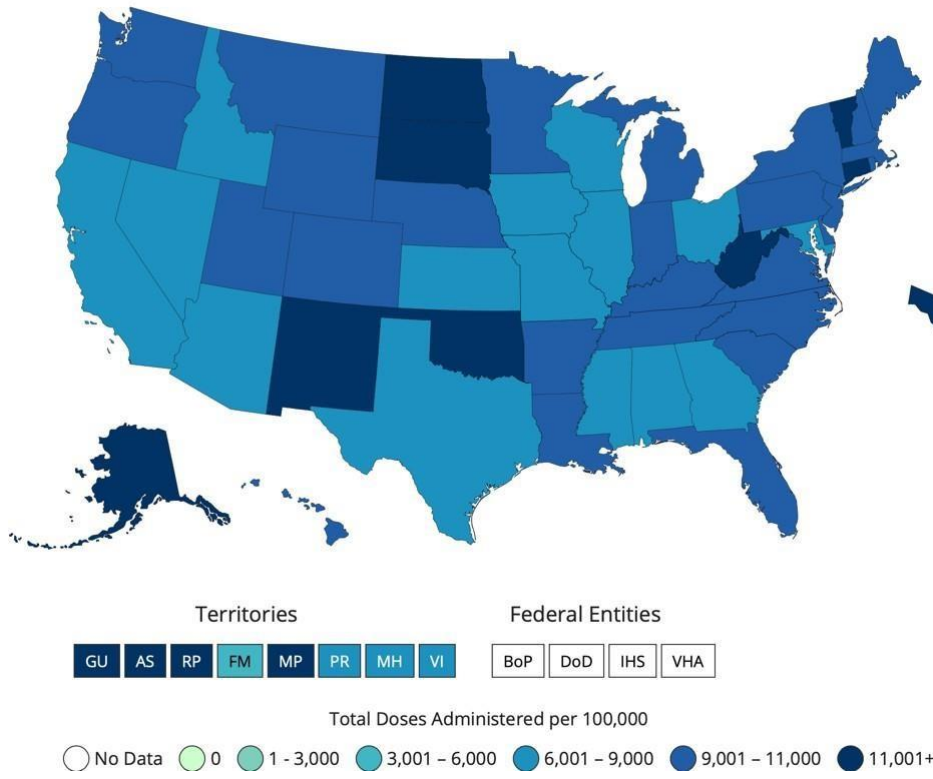 Territories
Federal Entities
GU AS RP FM MP PR MH VI
BoP DoD IHS VHA
Total Doses Administered per 100,000
No Data 0 1 - 3,000 3,001 – 6,000 6,001 – 9,000 9,001 – 11,000 11,001+